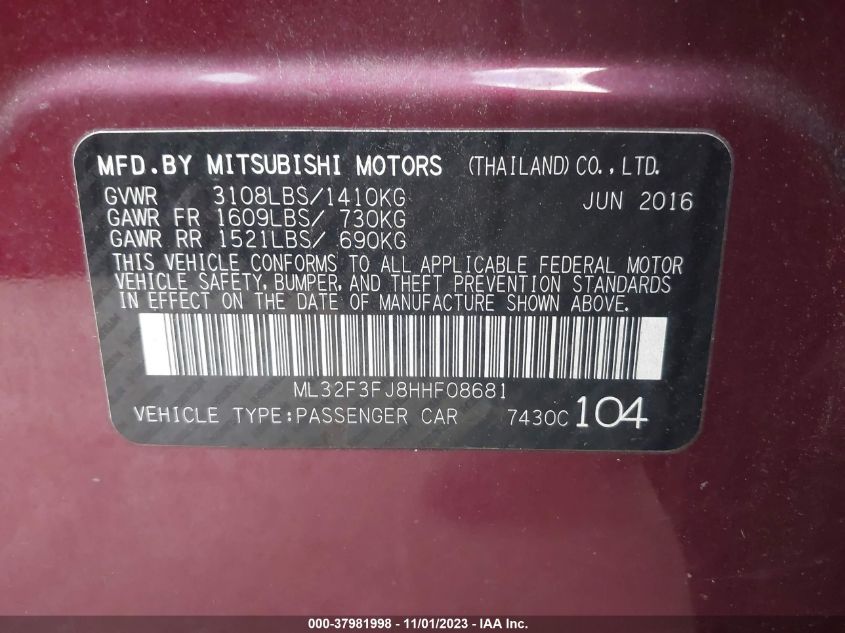 MFD.BY MITSUBISHI MOTORS (THAILAND)CO.,LTD.
GVWR 3108LBS/1410KG JUN 2016
GAWR FR 1609LBS/ 730KG
GAWR RR 1521LBS/ 690KG
THIS VEHICLE CONFORMS TO ALL APPLICABLE FEDERAL MOTOR
VEHICLE SAFETY, BUMPER, AND THEFT PREVENTION STANDARDS
IN EFFECT ON THE DATE OF MANUFACTURE SHOWN ABOVE.
ML32F3FJ8HHF08681
VEHICLE TYPE:PASSENGER CAR 7430C 104
000-37981998 - 11/01/2023 - IAA Inc.